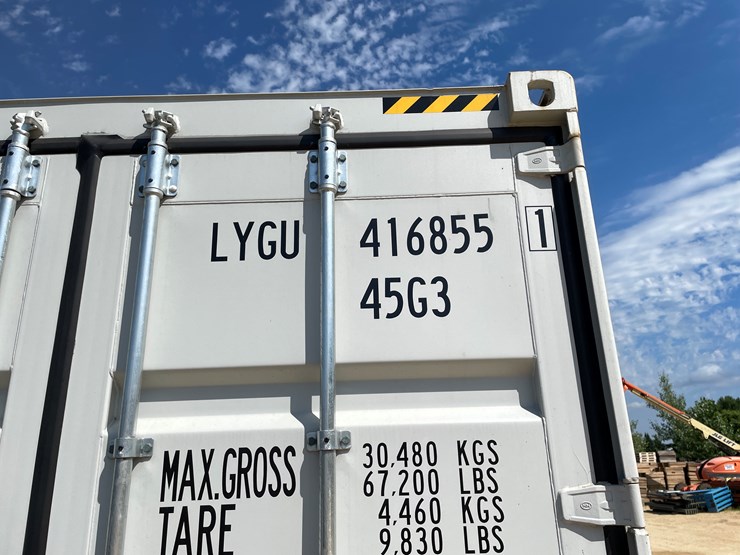 LYGU 416855 1
45G3
MAX.GROSS 30,480 KGS
67,200 LBS
TARE 4,460 KGS
9,830 LBS